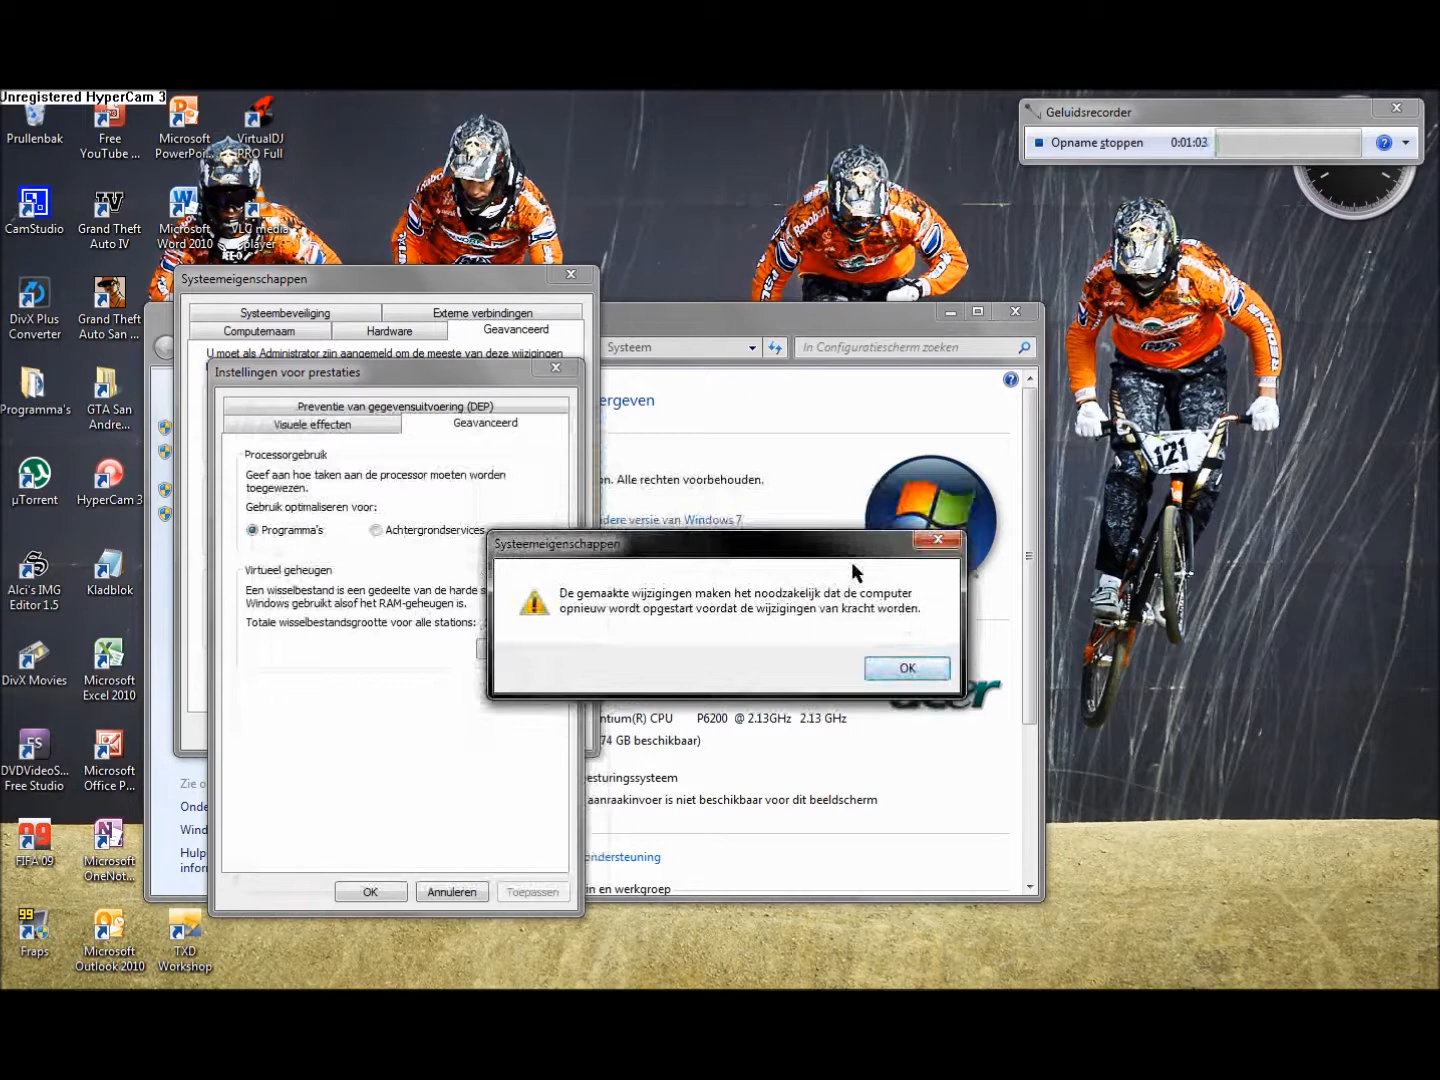 Unregistered HyperCam 3
Prullenbak
Free
YouTube ...
Microsoft
PowerPoi...
VirtualDJ
PRO Full
CamStudio
Grand Theft
Auto IV
Microsoft
Word 2010
VLC media
player
DivX Plus
Converter
Grand Theft
Auto San ...
Programma's
GTA San
Andre...
µTorrent
HyperCam 3
Alci's IMG
Editor 1.5
Kladblok
DivX Movies
Microsoft
Excel 2010
DVDVideoS...
Free Studio
Microsoft
Office P...
FIFA 09
Microsoft
OneNot...
99
Fraps
Microsoft
Outlook 2010
TXD
Workshop
Geluidsrecorder
Opname stoppen 0:01:03
Systeemeigenschappen
Systeembeveiliging
Externe verbindingen
Computernaam
Hardware
Geavanceerd
U moet als Administrator zijn aangemeld om de meeste van deze wijzigingen
Instellingen voor prestaties
Preventie van gegevensuitvoering (DEP)
Visuele effecten
Geavanceerd
Processorgebruik
Geef aan hoe taken aan de processor moeten worden
toegewezen.
Gebruik optimaliseren voor:
Programma's
Achtergrondservices
Virtueel geheugen
Een wisselbestand is een gedeelte van de harde s
Windows gebruikt alsof het RAM-geheugen is.
Totale wisselbestandsgrootte voor alle stations:
OK
Annuleren
Toepassen
Systeemeigenschappen
De gemaakte wijzigingen maken het noodzakelijk dat de computer
opnieuw wordt opgestart voordat de wijzigingen van kracht worden.
OK
Systeem
In Configuratiescherm zoeken
ergeven
on. Alle rechten voorbehouden.
dere versie van Windows 7
ntium(R) CPU P6200 @ 2.13GHz 2.13 GHz
74 GB beschikbaar)
esturingssysteem
aanraakinvoer is niet beschikbaar voor dit beeldscherm
ondersteuning
n en werkgroep
Zie o
Onde
Wind
Hulp
infor
121